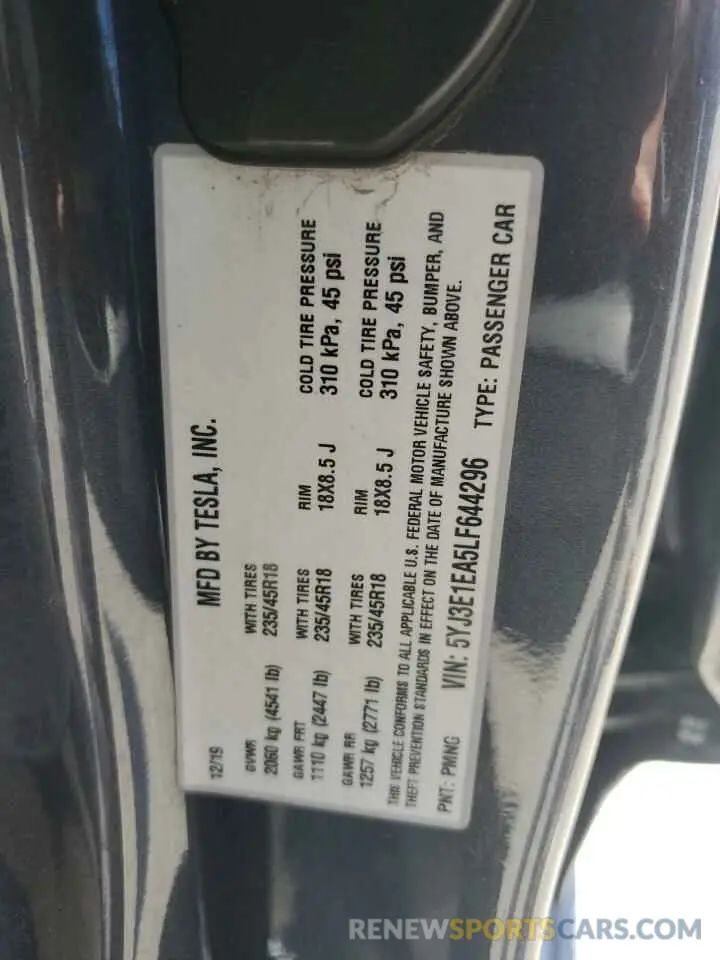 12/19 MFD BY TESLA, INC.
GVWR WITH TIRES
2060 kg (4541 lb) 235/45R18
GAWR FRT WITH TIRES RIM COLD TIRE PRESSURE
1110 kg (2447 lb) 235/45R18 18X8.5 J 310 kPa, 45 psi
GAWR RR WITH TIRES RIM COLD TIRE PRESSURE
1257 kg (2771 lb) 235/45R18 18X8.5 J 310 kPa, 45 psi
THIS VEHICLE CONFORMS TO ALL APPLICABLE U.S. FEDERAL MOTOR VEHICLE SAFETY, BUMPER, AND
THEFT PREVENTION STANDARDS IN EFFECT ON THE DATE OF MANUFACTURE SHOWN ABOVE.
PNT: PMNG VIN: 5YJ3E1EA5LF644296 TYPE: PASSENGER CAR
RENEWSPORTSCARS.COM